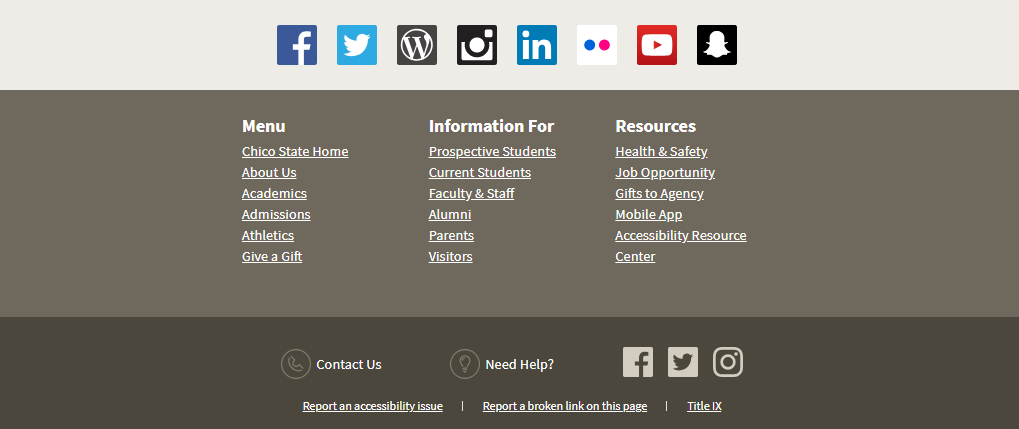 Menu
Chico State Home
About Us
Academics
Admissions
Athletics
Give a Gift
Information For
Prospective Students
Current Students
Faculty & Staff
Alumni
Parents
Visitors
Resources
Health & Safety
Job Opportunity
Gifts to Agency
Mobile App
Accessibility Resource
Center
Contact Us
Need Help?
Report an accessibility issue | Report a broken link on this page | Title IX